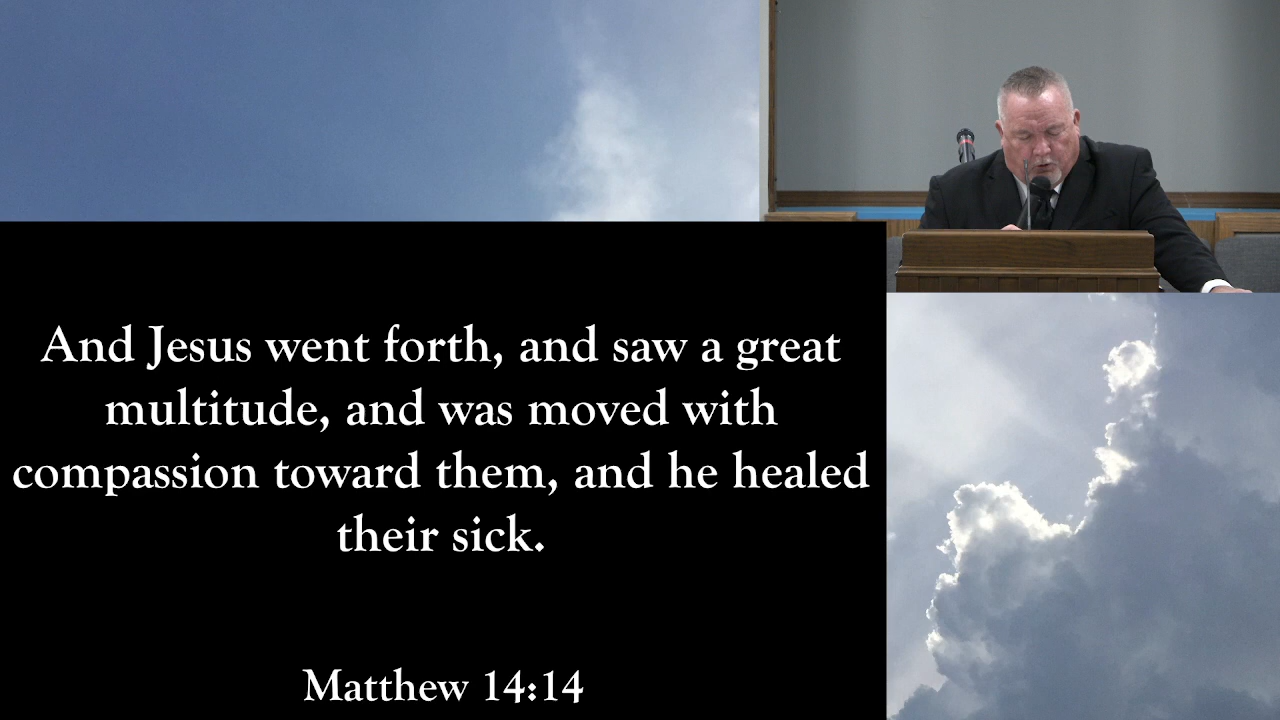 And Jesus went forth, and saw a great
multitude, and was moved with
compassion toward them, and he healed
their sick.
Matthew 14:14